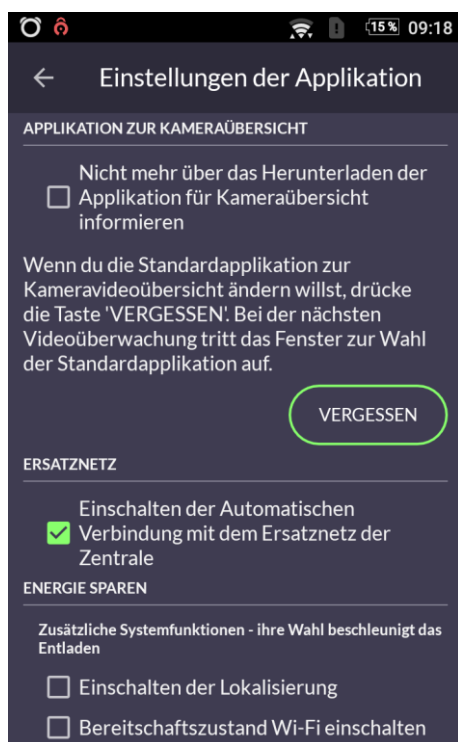 15% 09:18
Einstellungen der Applikation
APPLIKATION ZUR KAMERAÜBERSICHT
Nicht mehr über das Herunterladen der
Applikation für Kameraübersicht
informieren
Wenn du die Standardapplikation zur
Kameravideoübersicht ändern willst, drücke
die Taste 'VERGESSEN'. Bei der nächsten
Videoüberwachung tritt das Fenster zur Wahl
der Standardapplikation auf.
VERGESSEN
ERSATZNETZ
Einschalten der Automatischen
Verbindung mit dem Ersatznetz der
Zentrale
ENERGIE SPAREN
Zusätzliche Systemfunktionen - ihre Wahl beschleunigt das
Entladen
Einschalten der Lokalisierung
Bereitschaftszustand Wi-Fi einschalten